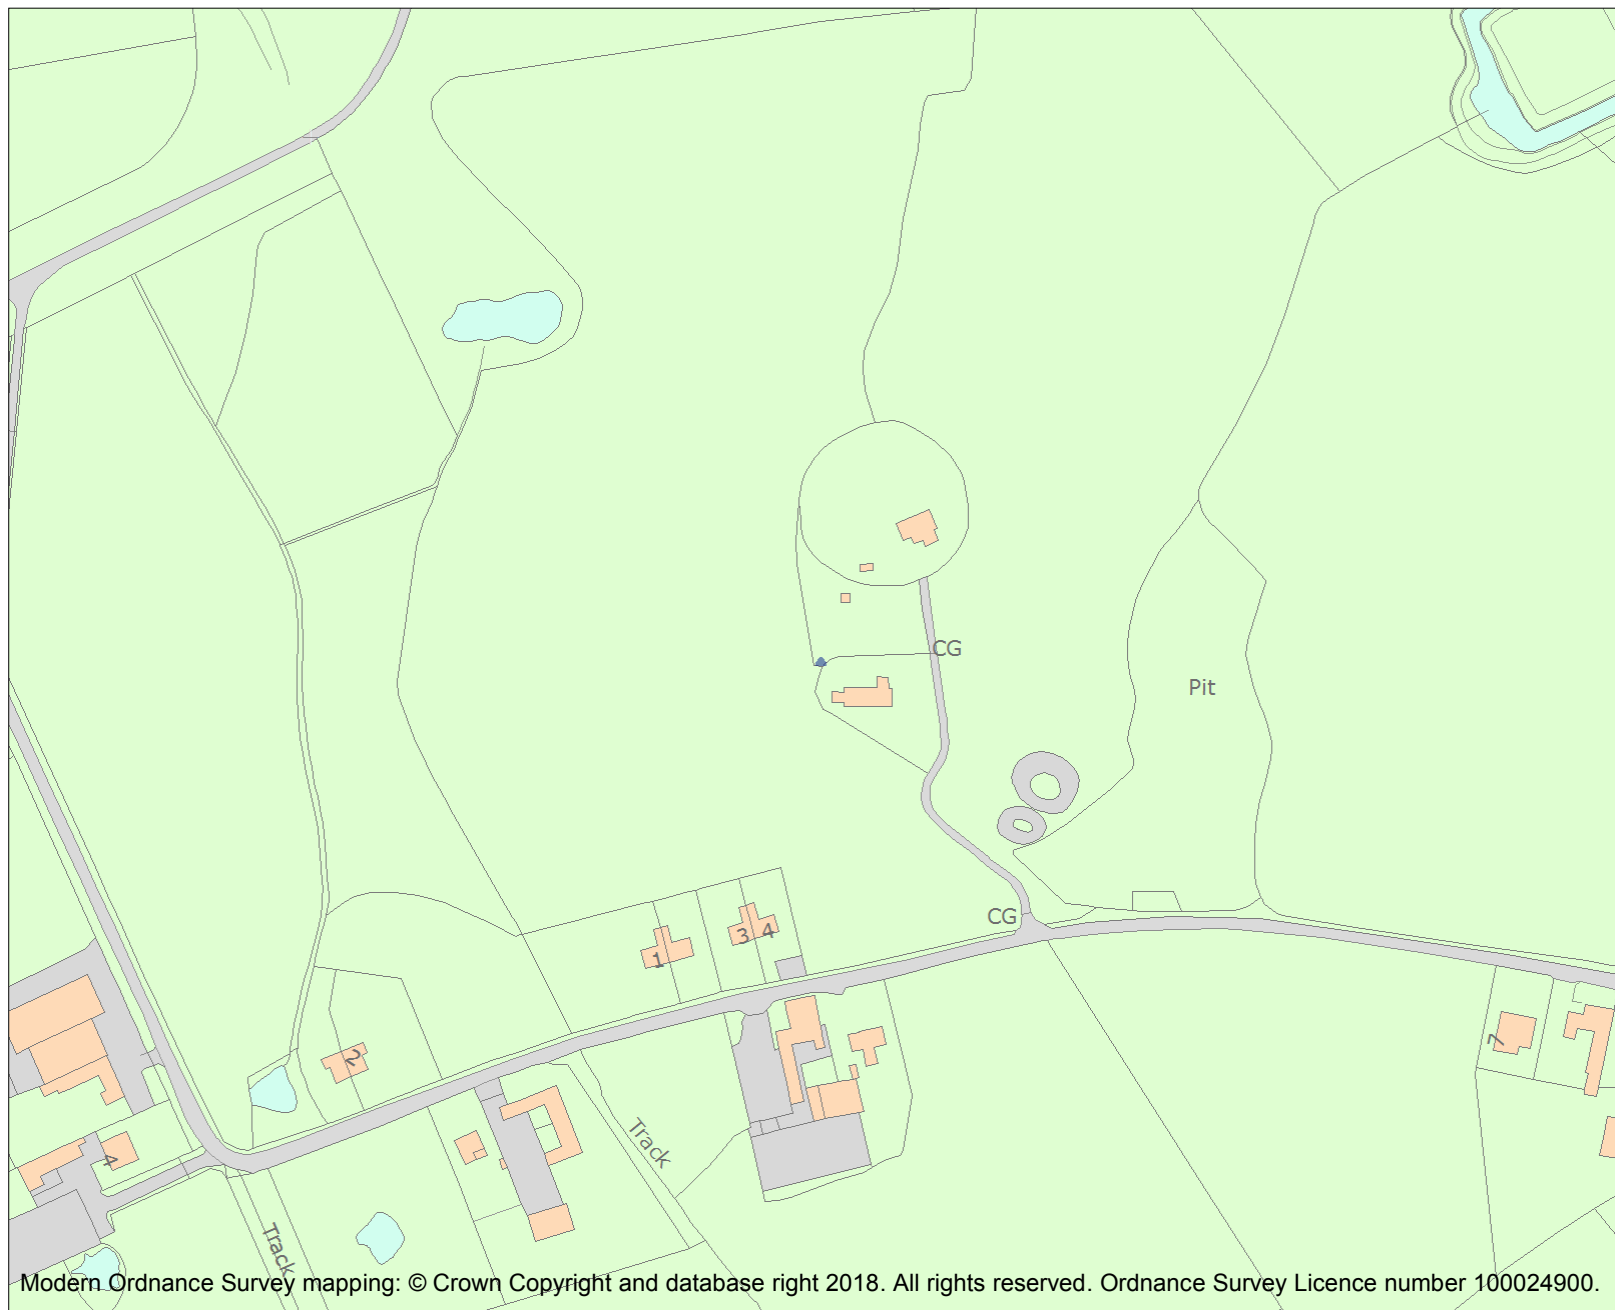 CG
Pit
CG
3 4
1
2
7
Track
4
Track
Modern Ordnance Survey mapping: © Crown Copyright and database right 2018. All rights reserved. Ordnance Survey Licence number 100024900.